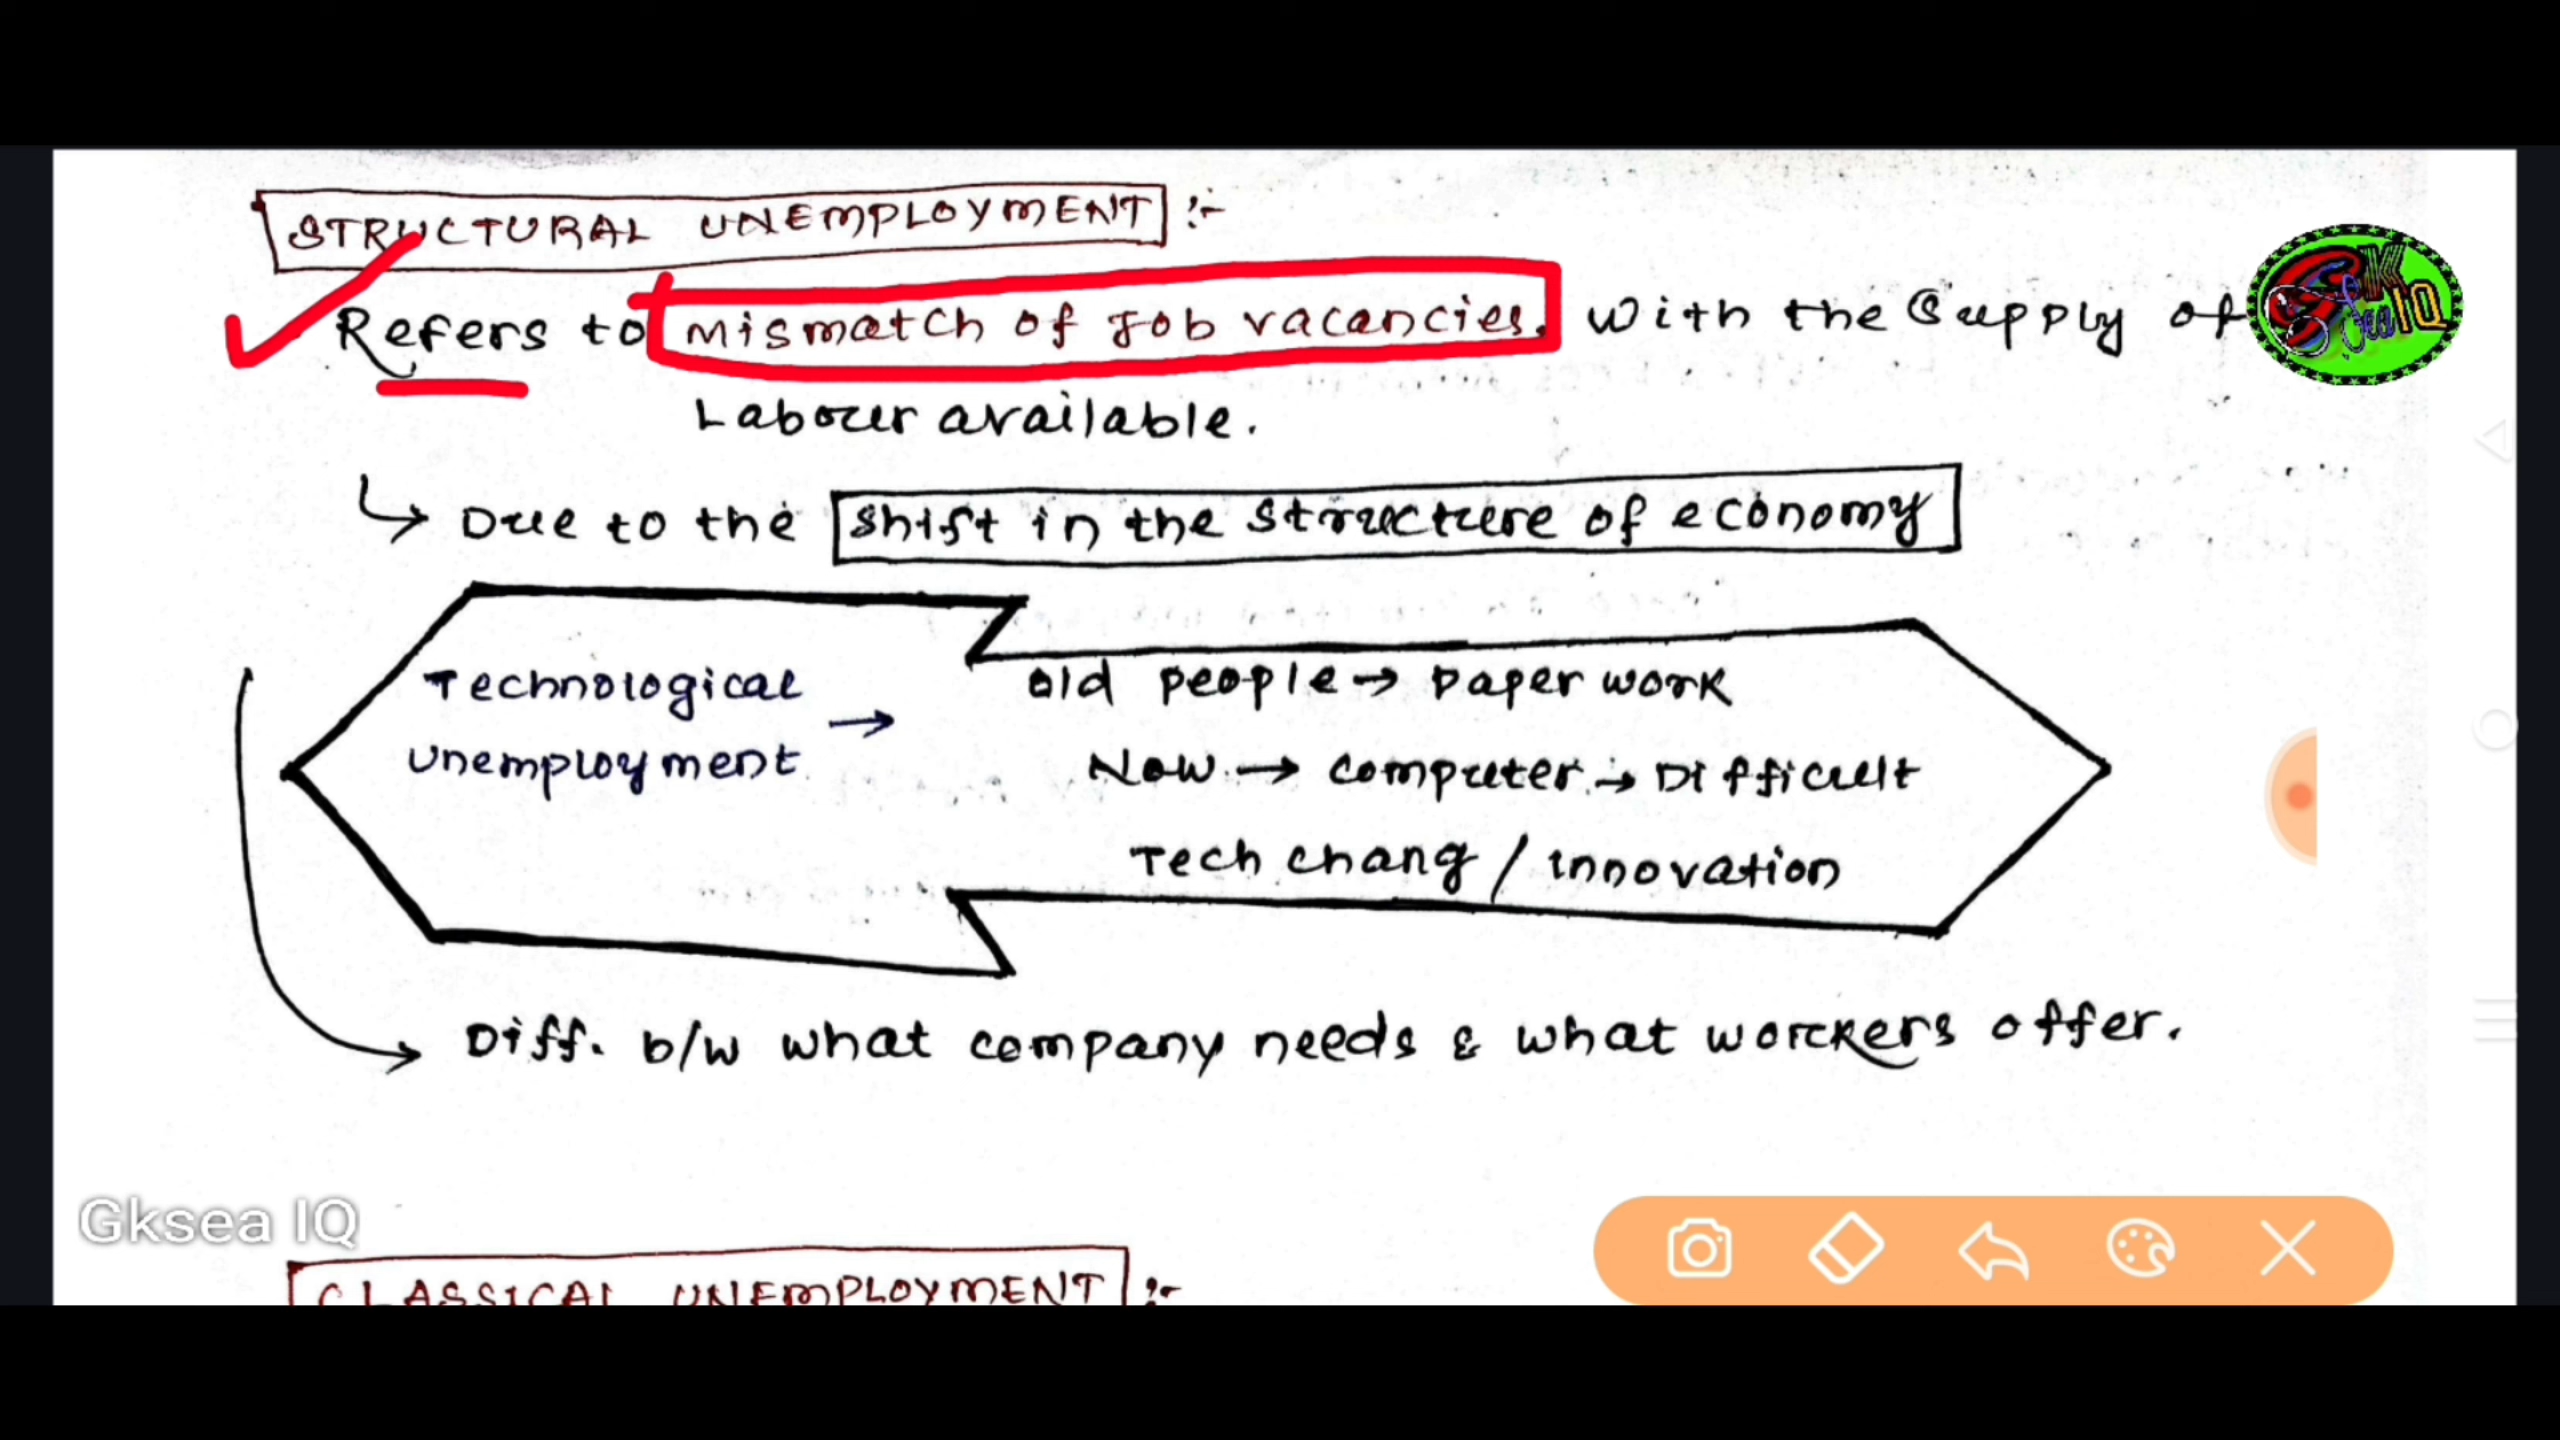 STRUCTURAL UNEMPLOYMENT :-
Refers to mismatch of Job vacancies. With the Supply of
Labour available.
↳ Due to the shift in the structure of economy
Technological → old people → paper work
Unemployment
Now → computer → Difficult
Tech chang / innovation
→ Diff. b/w what company needs & what workers offer.
Gksea IQ
CLASSICAL UNEMPLOYMENT :-